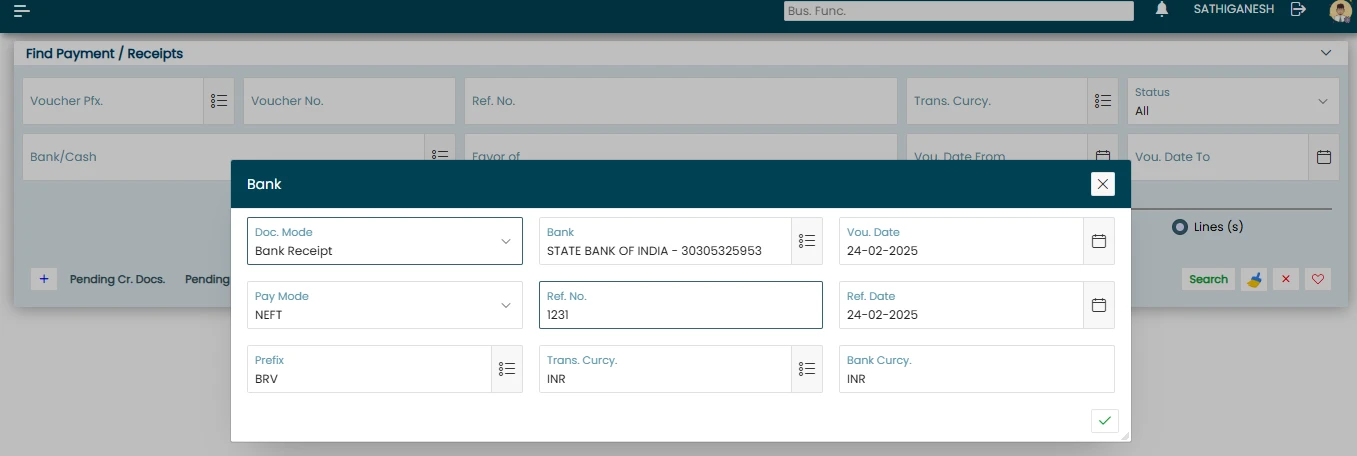 Bus. Func.
SATHIGANESH
Find Payment / Receipts
Voucher Pfx.
Voucher No.
Ref. No.
Trans. Curcy.
Status
All
Bank/Cash
Favor of
Vou. Date From
Vou. Date To
Bank
Doc. Mode
Bank Receipt
Bank
STATE BANK OF INDIA - 30305325953
Vou. Date
24-02-2025
Lines (s)
Pending Cr. Docs.
Pending
Search
Pay Mode
NEFT
Ref. No.
1231
Ref. Date
24-02-2025
Prefix
BRV
Trans. Curcy.
INR
Bank Curcy.
INR